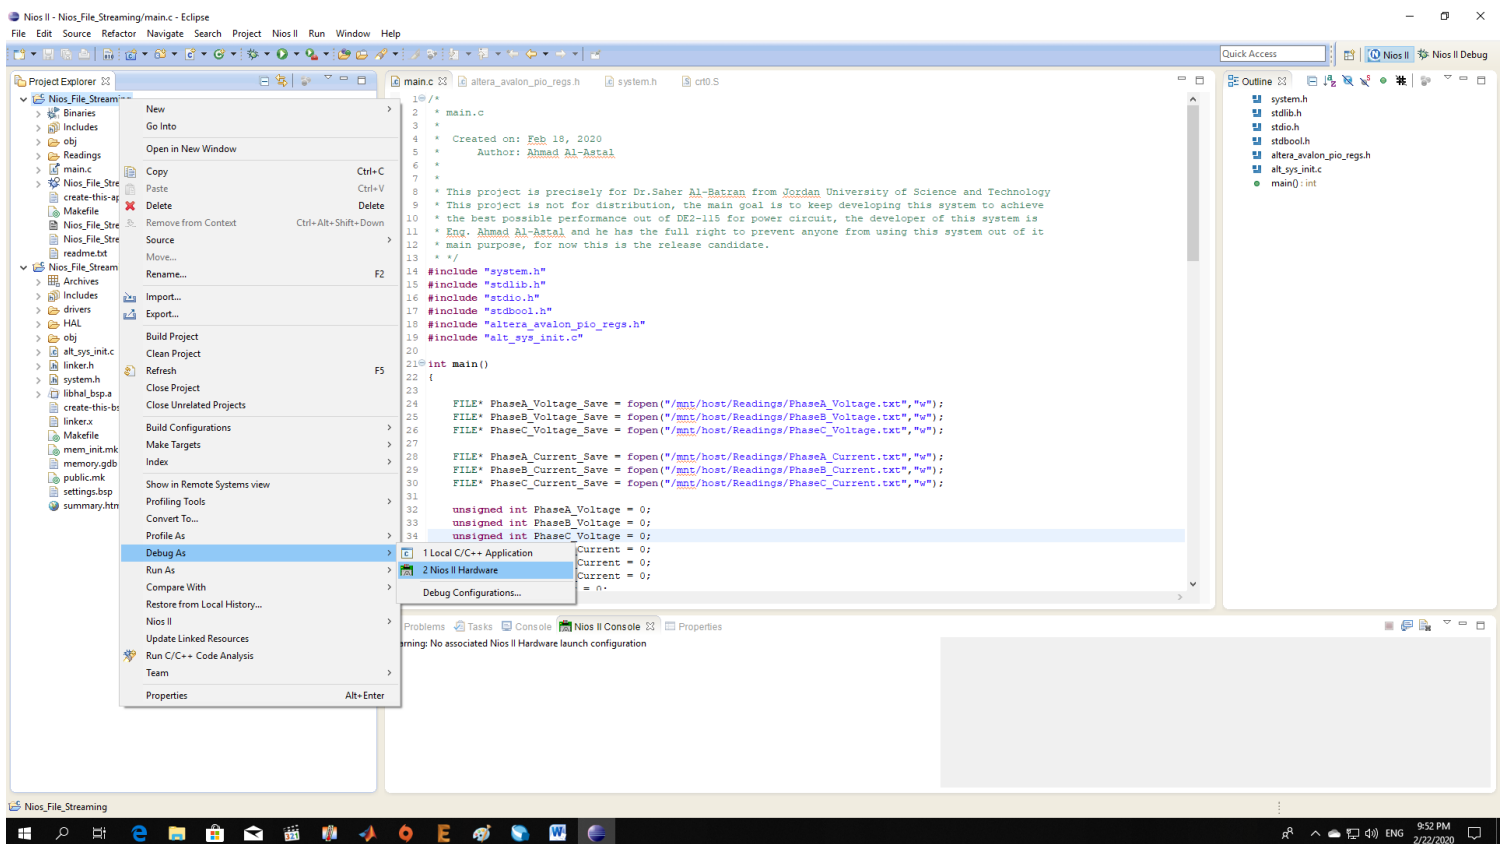 Nios II - Nios_File_Streaming/main.c - Eclipse
File Edit Source Refactor Navigate Search Project Nios II Run Window Help
Quick Access
Nios II
Nios II Debug
Project Explorer
Nios_File_Streaming
Binaries
Includes
obj
Readings
main.c
Nios_File_Stre
create-this-ap
Makefile
Nios_File_Stre
Nios_File_Stre
readme.txt
Nios_File_Stream
Archives
Includes
drivers
HAL
obj
alt_sys_init.c
linker.h
system.h
libhal_bsp.a
create-this-bs
linker.x
Makefile
mem_init.mk
memory.gdb
public.mk
settings.bsp
summary.htm
New
Go Into
Open in New Window
Copy Ctrl+C
Paste Ctrl+V
Delete Delete
Remove from Context Ctrl+Alt+Shift+Down
Source
Move...
Rename... F2
Import...
Export...
Build Project
Clean Project
Refresh F5
Close Project
Close Unrelated Projects
Build Configurations
Make Targets
Index
Show in Remote Systems view
Profiling Tools
Convert To...
Profile As
Debug As
Run As
Compare With
Restore from Local History...
Nios II
Update Linked Resources
Run C/C++ Code Analysis
Team
Properties Alt+Enter
1 Local C/C++ Application
2 Nios II Hardware
Debug Configurations...
main.c altera_avalon_pio_regs.h system.h crt0.S
1 /*
2 * main.c
3 *
4 * Created on: Feb 18, 2020
5 * Author: Ahmad Al-Astal
6 *
7 *
8 * This project is precisely for Dr.Saher Al-Batran from Jordan University of Science and Technology
9 * This project is not for distribution, the main goal is to keep developing this system to achieve
10 * the best possible performance out of DE2-115 for power circuit, the developer of this system is
11 * Eng. Ahmad Al-Astal and he has the full right to prevent anyone from using this system out of it
12 * main purpose, for now this is the release candidate.
13 * */
14 #include "system.h"
15 #include "stdlib.h"
16 #include "stdio.h"
17 #include "stdbool.h"
18 #include "altera_avalon_pio_regs.h"
19 #include "alt_sys_init.c"
20
21 int main()
22 {
23
24 FILE* PhaseA_Voltage_Save = fopen("/mnt/host/Readings/PhaseA_Voltage.txt","w");
25 FILE* PhaseB_Voltage_Save = fopen("/mnt/host/Readings/PhaseB_Voltage.txt","w");
26 FILE* PhaseC_Voltage_Save = fopen("/mnt/host/Readings/PhaseC_Voltage.txt","w");
27
28 FILE* PhaseA_Current_Save = fopen("/mnt/host/Readings/PhaseA_Current.txt","w");
29 FILE* PhaseB_Current_Save = fopen("/mnt/host/Readings/PhaseB_Current.txt","w");
30 FILE* PhaseC_Current_Save = fopen("/mnt/host/Readings/PhaseC_Current.txt","w");
31
32 unsigned int PhaseA_Voltage = 0;
33 unsigned int PhaseB_Voltage = 0;
34 unsigned int PhaseC_Voltage = 0;
Current = 0;
Current = 0;
Current = 0;
= 0;
Outline
system.h
stdlib.h
stdio.h
stdbool.h
altera_avalon_pio_regs.h
alt_sys_init.c
main() : int
Problems Tasks Console Nios II Console Properties
arning: No associated Nios II Hardware launch configuration
Nios_File_Streaming
ENG
9:52 PM
2/22/2020